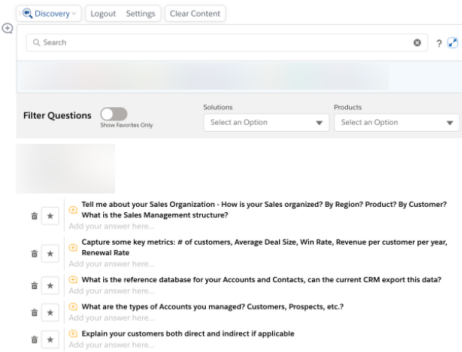 Discovery Logout Settings Clear Content
Search ?
Solutions Products
Filter Questions Select an Option Select an Option
Show Favorites Only
Tell me about your Sales Organization - How is your Sales organized? By Region? Product? By Customer?
What is the Sales Management structure?
Add your answer here...
Capture some key metrics: # of customers, Average Deal Size, Win Rate, Revenue per customer per year,
Renewal Rate
Add your answer here...
What is the reference database for your Accounts and Contacts, can the current CRM export this data?
Add your answer here...
What are the types of Accounts you managed? Customers, Prospects, etc.?
Add your answer here...
Explain your customers both direct and indirect if applicable
Add your answer here...